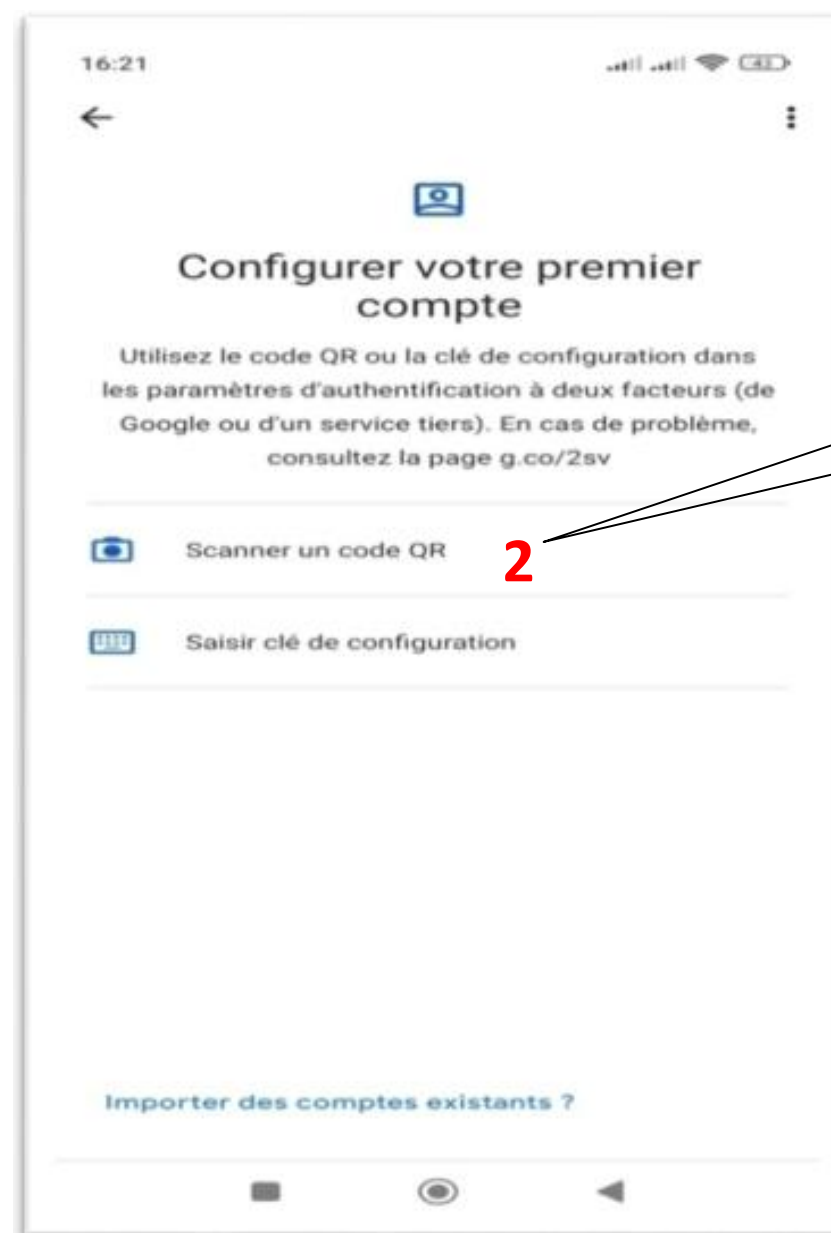 16:21
Configurer votre premier
compte
Utilisez le code QR ou la clé de configuration dans
les paramètres d'authentification à deux facteurs (de
Google ou d'un service tiers). En cas de problème,
consultez la page g.co/2sv
Scanner un code QR 2
Saisir clé de configuration
Importer des comptes existants ?